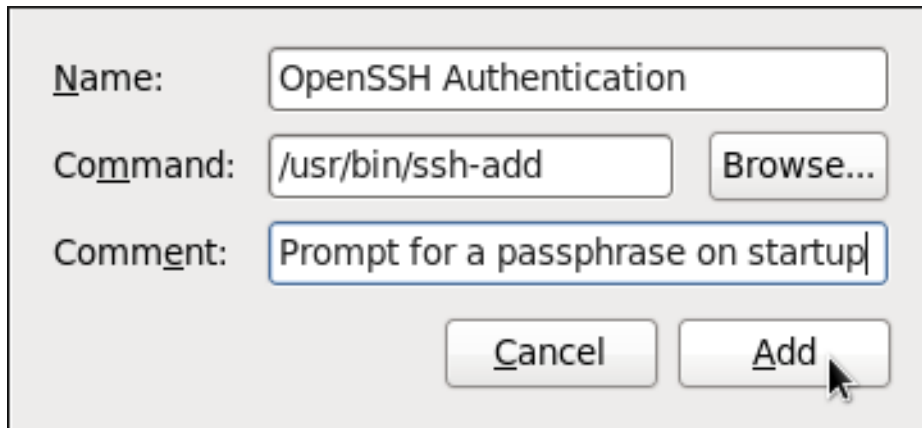 Name: OpenSSH Authentication
Command: /usr/bin/ssh-add Browse...
Comment: Prompt for a passphrase on startup
Cancel Add